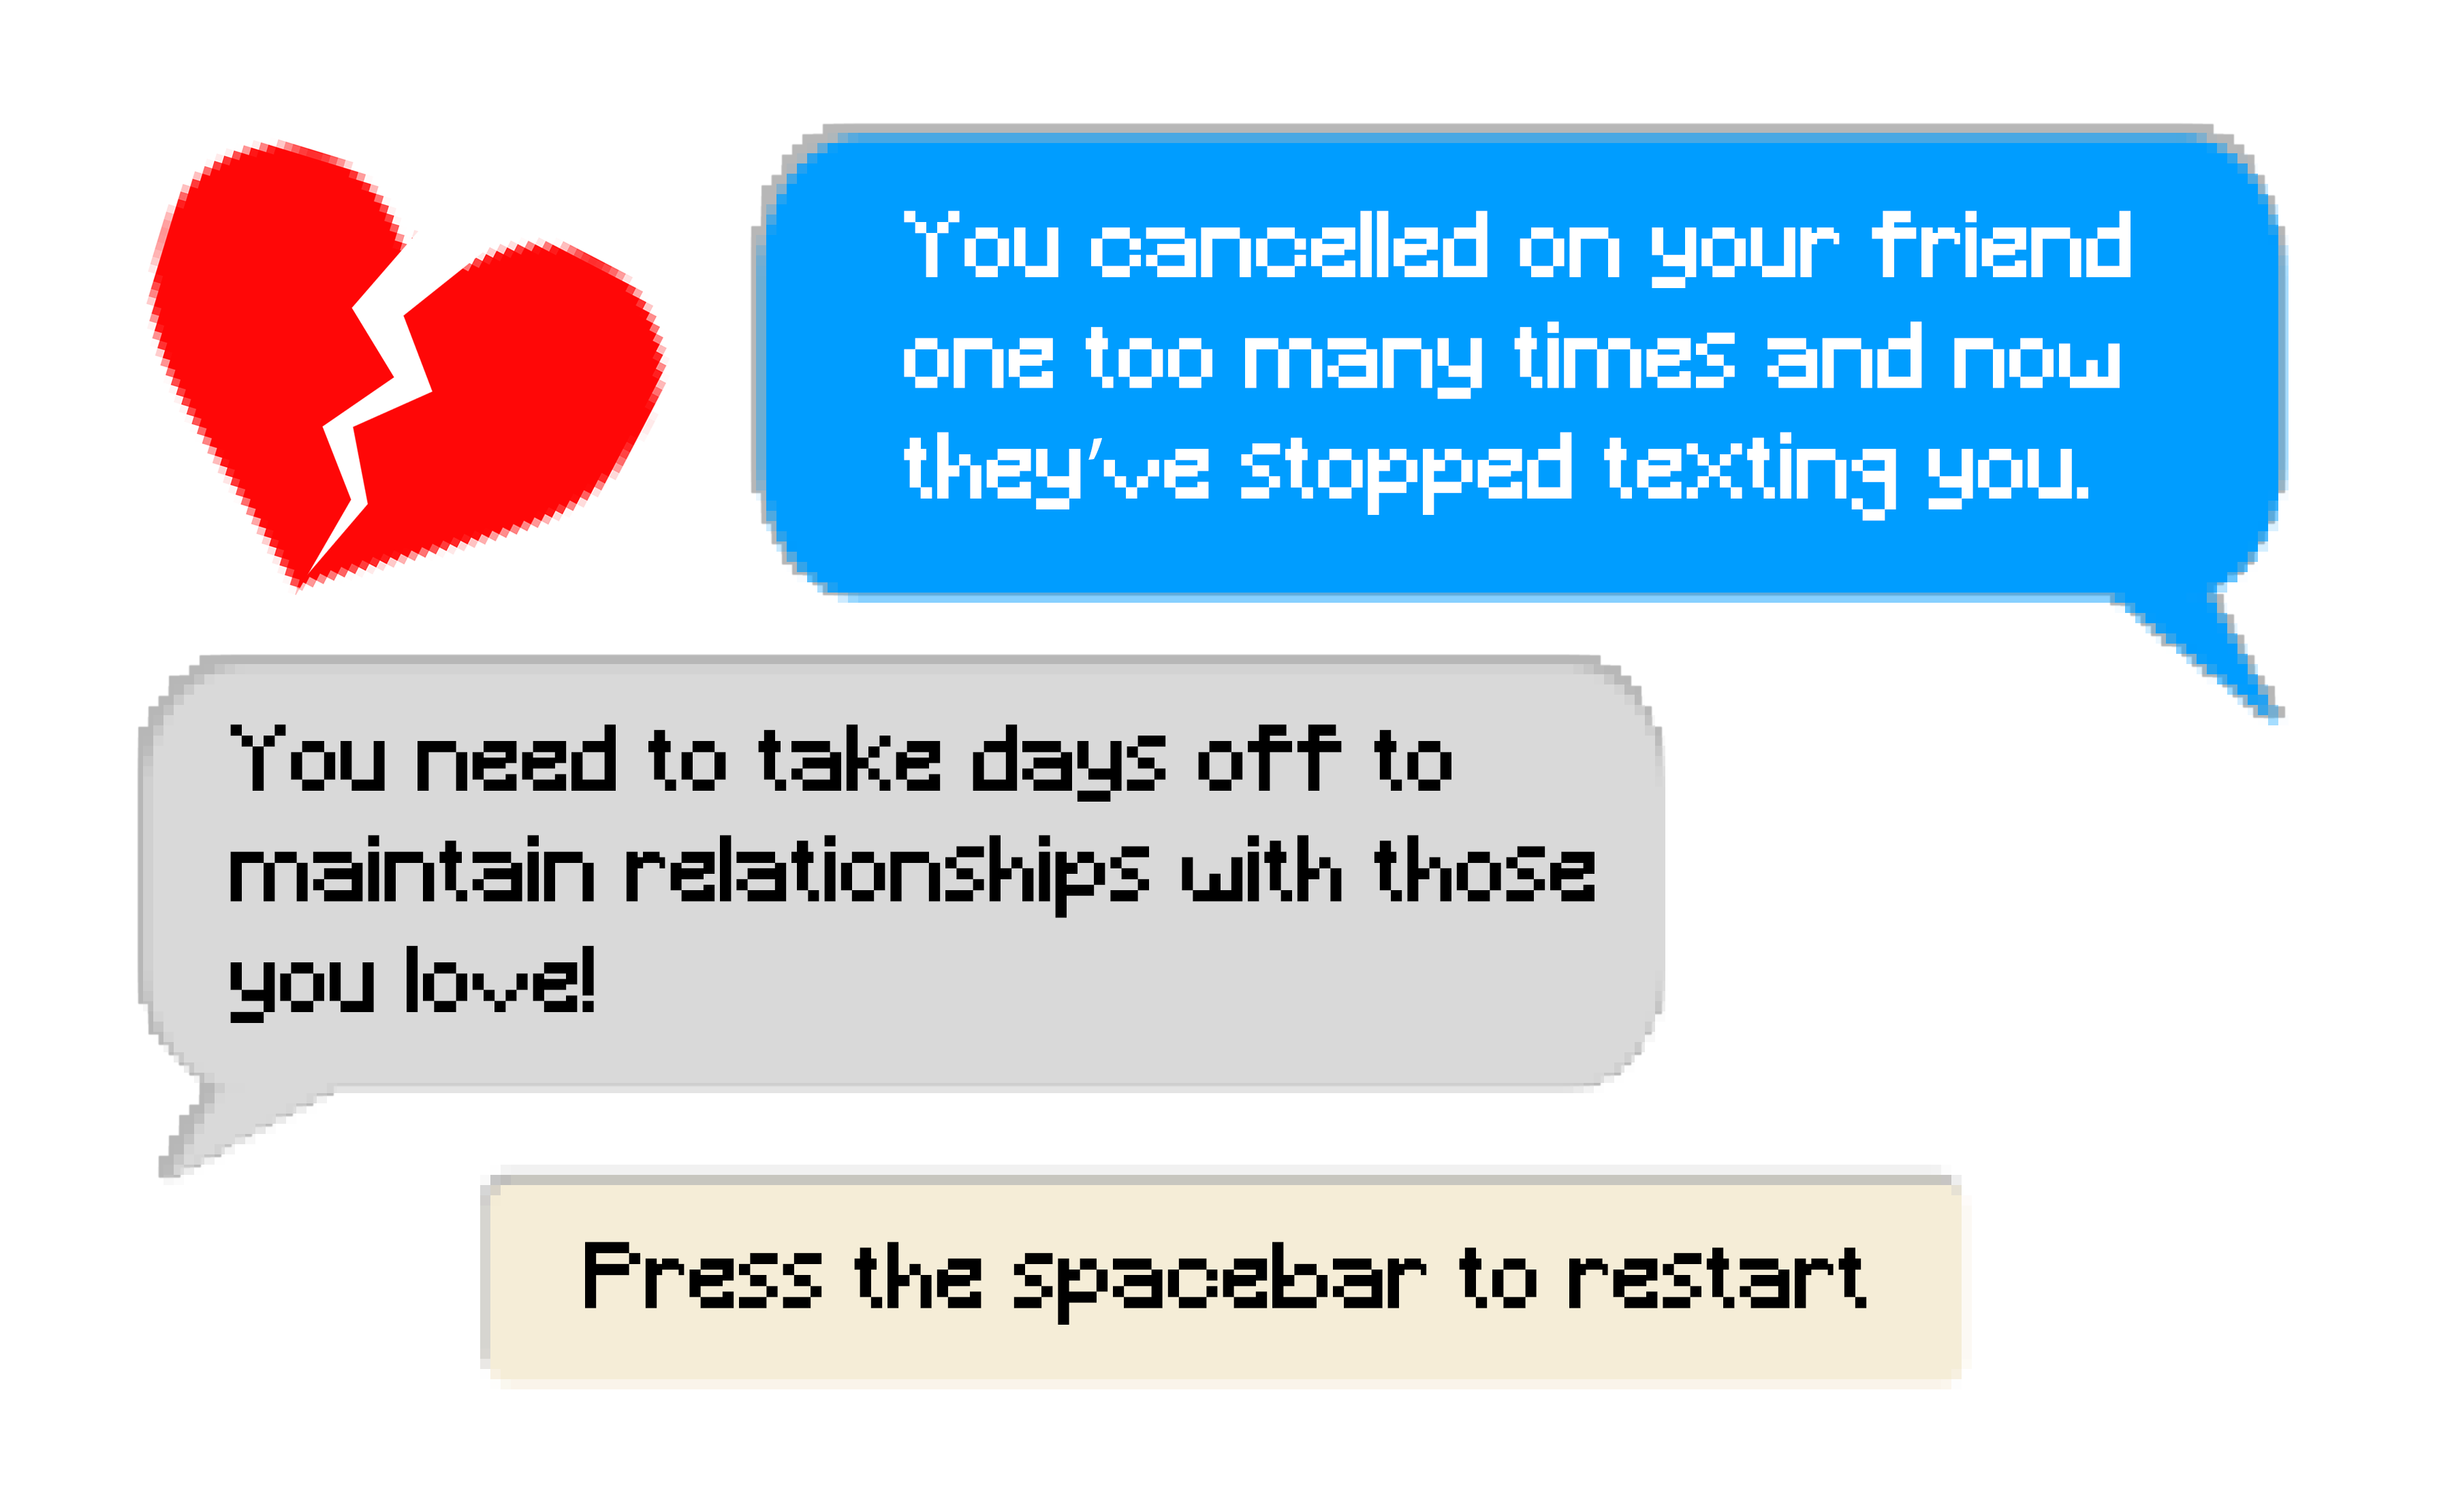 You cancelled on your friend
one too many times and now
they've stopped texting you.
You need to take days off to
maintain relationships with those
you love!
Press the spacebar to restart